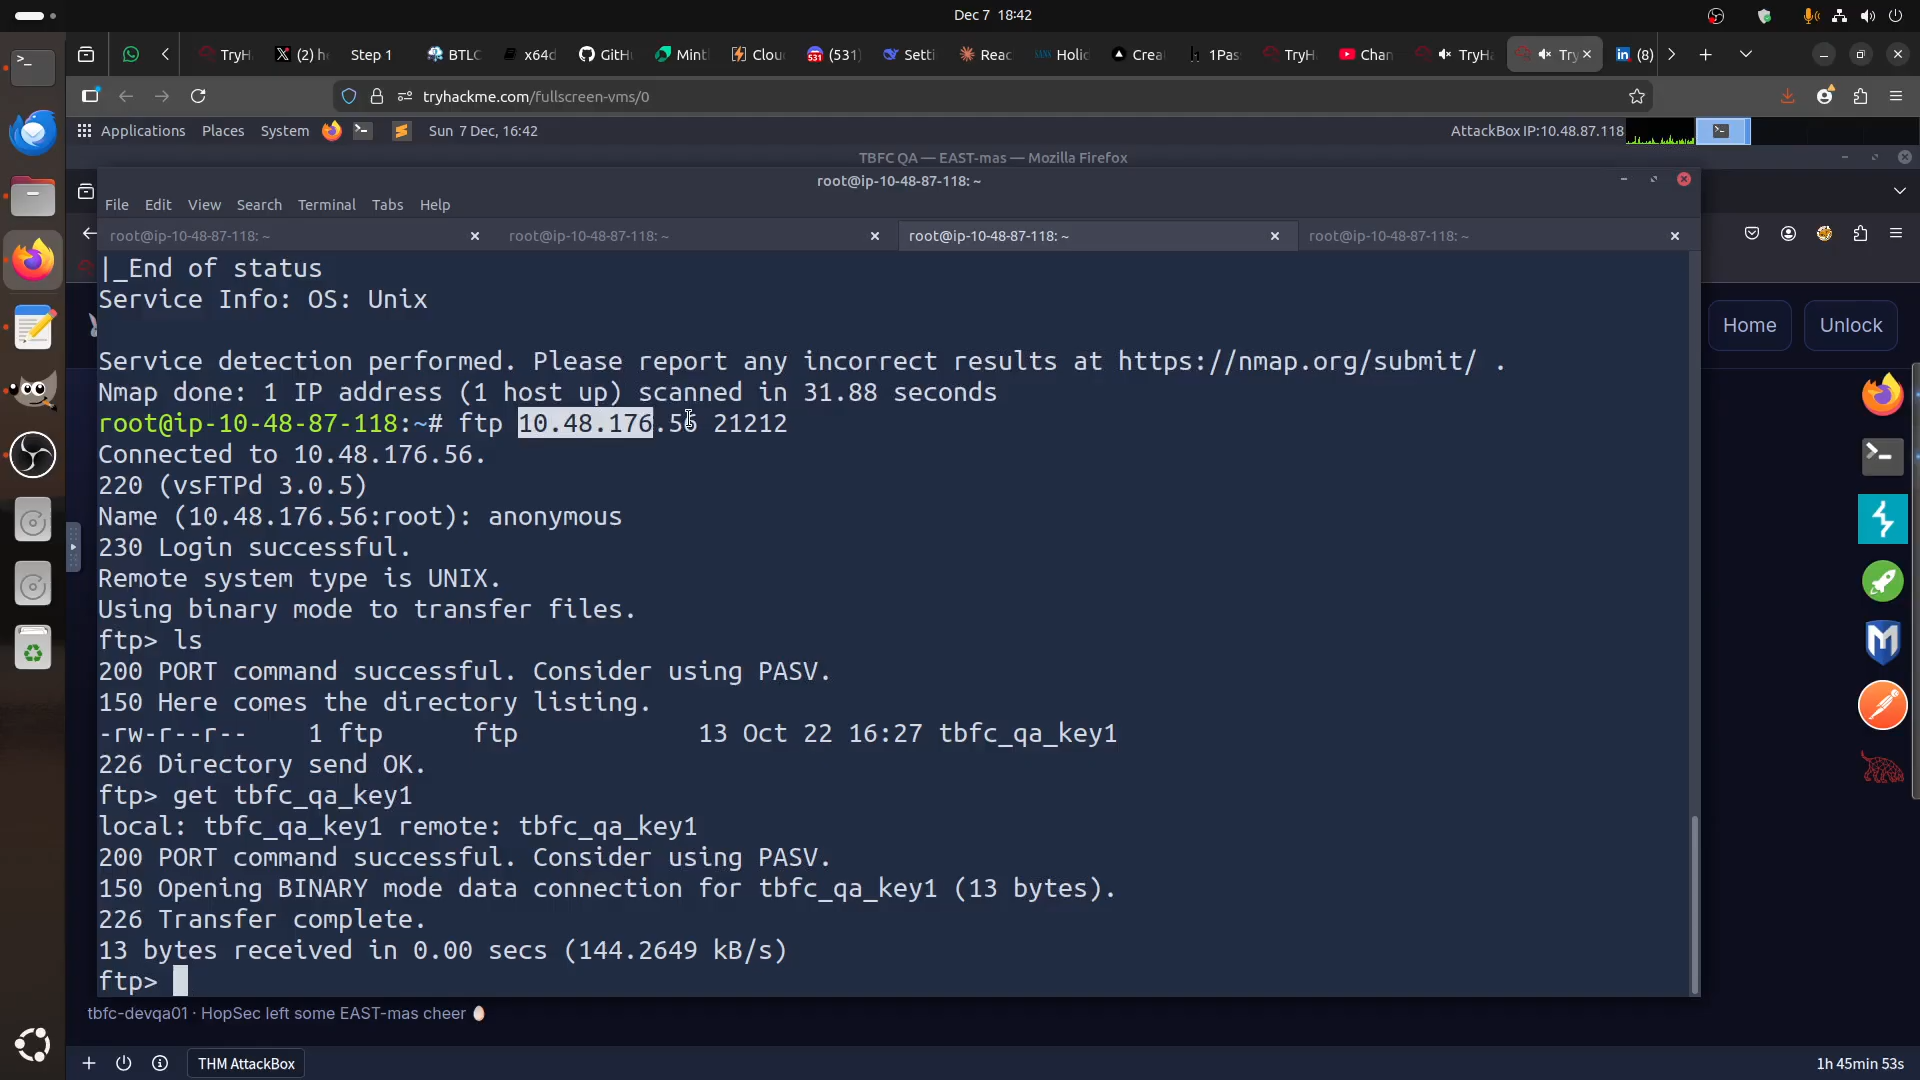 Dec 7 18:42
TryH
(2) he
Step 1
BTLC
x64d
GitHu
Mint
Clou
531
(531)
Setti
Reac
Holid
Crea
1Pas
TryH
Chan
TryH
Try
(8)
tryhackme.com/fullscreen-vms/0
Applications Places System Sun 7 Dec, 16:42
AttackBox IP:10.48.87.118
TBFC QA — EAST-mas — Mozilla Firefox
root@ip-10-48-87-118: ~
File Edit View Search Terminal Tabs Help
root@ip-10-48-87-118: ~
root@ip-10-48-87-118: ~
root@ip-10-48-87-118: ~
root@ip-10-48-87-118: ~
|_End of status
Service Info: OS: Unix
Service detection performed. Please report any incorrect results at https://nmap.org/submit/ .
Nmap done: 1 IP address (1 host up) scanned in 31.88 seconds
root@ip-10-48-87-118:~# ftp 10.48.176.56 21212
Connected to 10.48.176.56.
220 (vsFTPd 3.0.5)
Name (10.48.176.56:root): anonymous
230 Login successful.
Remote system type is UNIX.
Using binary mode to transfer files.
ftp> ls
200 PORT command successful. Consider using PASV.
150 Here comes the directory listing.
-rw-r--r-- 1 ftp ftp 13 Oct 22 16:27 tbfc_qa_key1
226 Directory send OK.
ftp> get tbfc_qa_key1
local: tbfc_qa_key1 remote: tbfc_qa_key1
200 PORT command successful. Consider using PASV.
150 Opening BINARY mode data connection for tbfc_qa_key1 (13 bytes).
226 Transfer complete.
13 bytes received in 0.00 secs (144.2649 kB/s)
ftp>
Home
Unlock
tbfc-devqa01 · HopSec left some EAST-mas cheer 🥚
THM AttackBox
1h 45min 53s